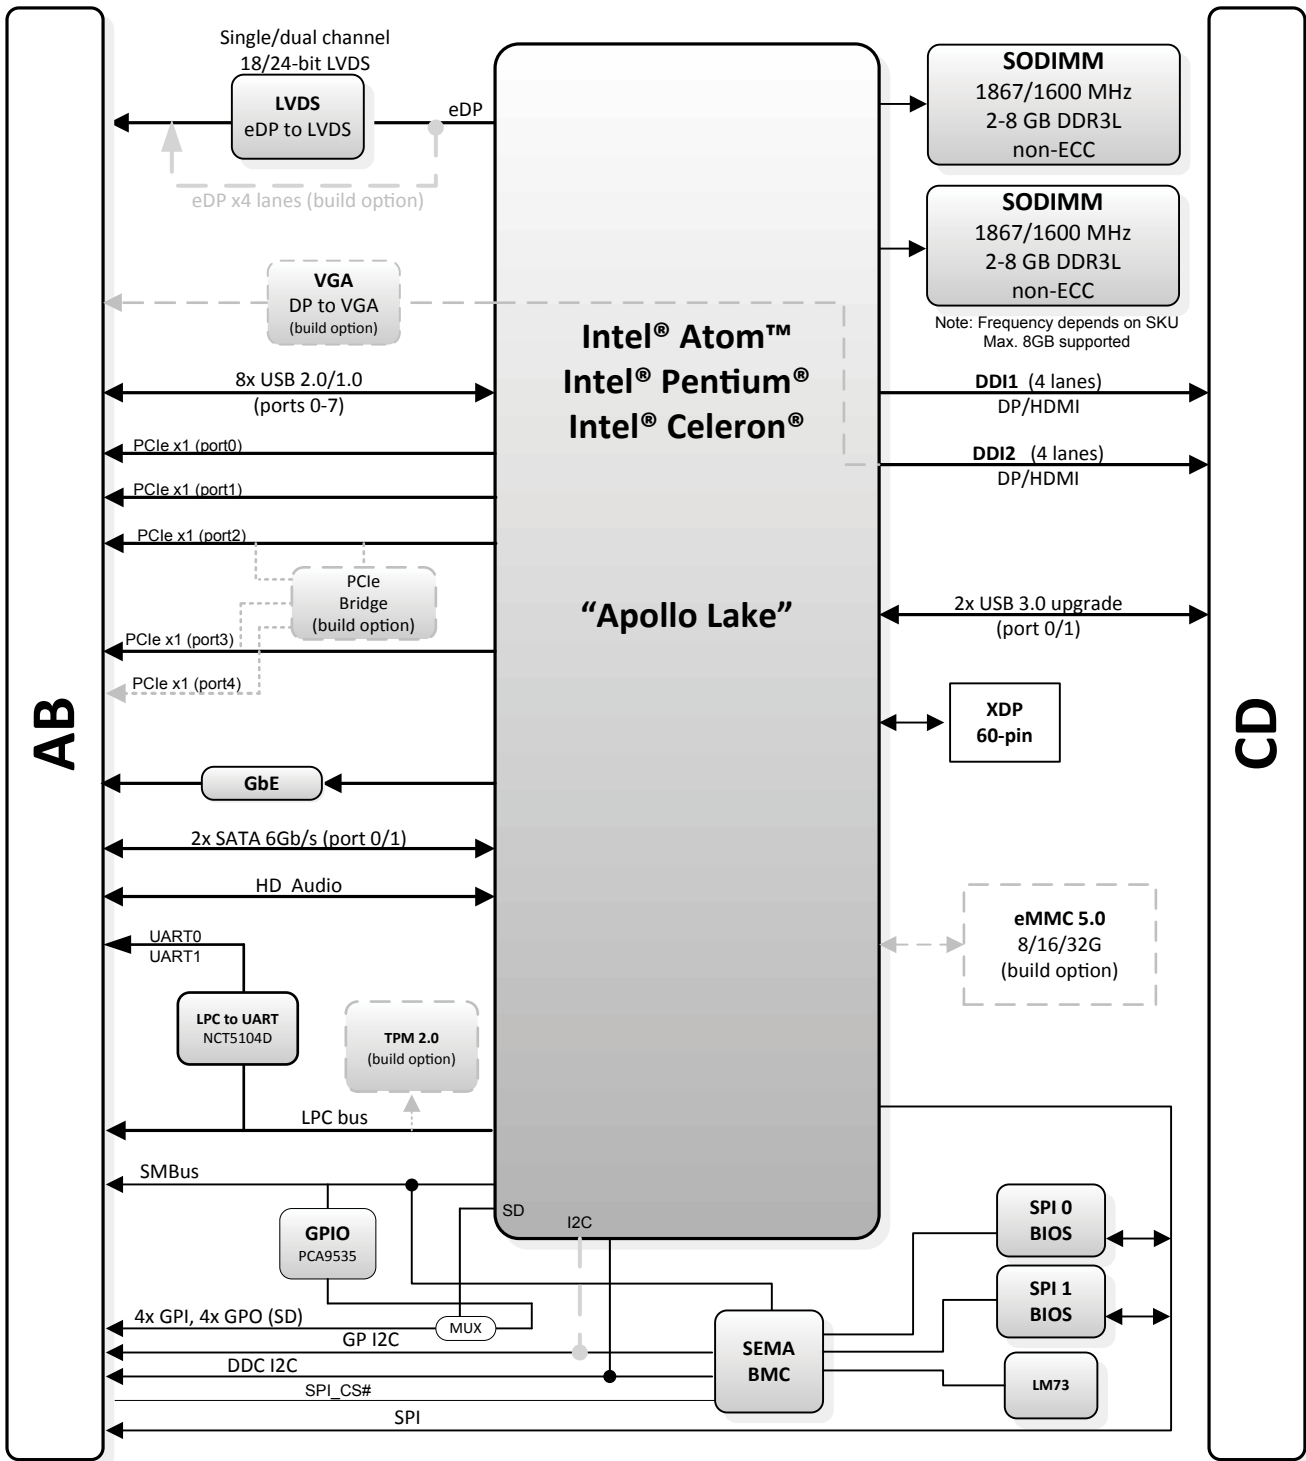 Single/dual channel
18/24-bit LVDS
LVDS
eDP to LVDS
eDP
eDP x4 lanes (build option)
VGA
DP to VGA
(build option)
8x USB 2.0/1.0
(ports 0-7)
PCIe x1 (port0)
PCIe x1 (port1)
PCIe x1 (port2)
PCIe
Bridge
(build option)
PCIe x1 (port3)
PCIe x1 (port4)
AB
GbE
2x SATA 6Gb/s (port 0/1)
HD Audio
UART0
UART1
LPC to UART
NCT5104D
TPM 2.0
(build option)
LPC bus
SMBus
GPIO
PCA9535
4x GPI, 4x GPO (SD)
MUX
GP I2C
DDC I2C
SPI_CS#
SPI
Intel® Atom™
Intel® Pentium®
Intel® Celeron®
“Apollo Lake”
SD
I2C
SODIMM
1867/1600 MHz
2-8 GB DDR3L
non-ECC
SODIMM
1867/1600 MHz
2-8 GB DDR3L
non-ECC
Note: Frequency depends on SKU
Max. 8GB supported
DDI1 (4 lanes)
DP/HDMI
DDI2 (4 lanes)
DP/HDMI
2x USB 3.0 upgrade
(port 0/1)
XDP
60-pin
CD
eMMC 5.0
8/16/32G
(build option)
SPI 0
BIOS
SPI 1
BIOS
SEMA
BMC
LM73